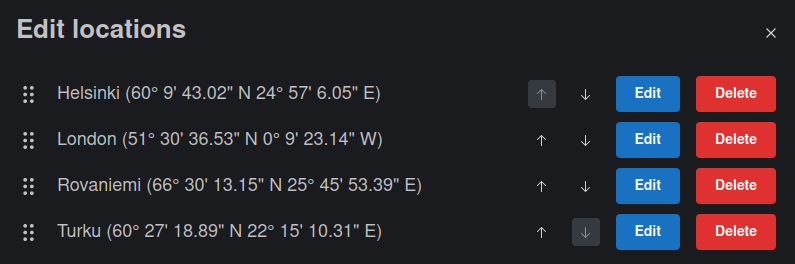 Edit locations
Helsinki (60° 9' 43.02" N 24° 57' 6.05" E) ↑ ↓ Edit Delete
London (51° 30' 36.53" N 0° 9' 23.14" W) ↑ ↓ Edit Delete
Rovaniemi (66° 30' 13.15" N 25° 45' 53.39" E) ↑ ↓ Edit Delete
Turku (60° 27' 18.89" N 22° 15' 10.31" E) ↑ ↓ Edit Delete